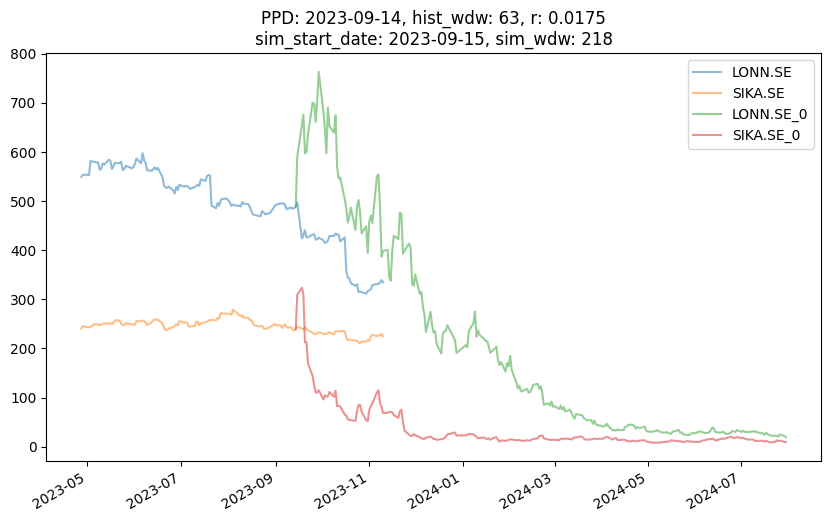 PPD: 2023-09-14, hist_wdw: 63, r: 0.0175
sim_start_date: 2023-09-15, sim_wdw: 218
800
700
600
500
400
300
200
100
0
LONN.SE
SIKA.SE
LONN.SE_0
SIKA.SE_0
2023-05
2023-07
2023-09
2023-11
2024-01
2024-03
2024-05
2024-07